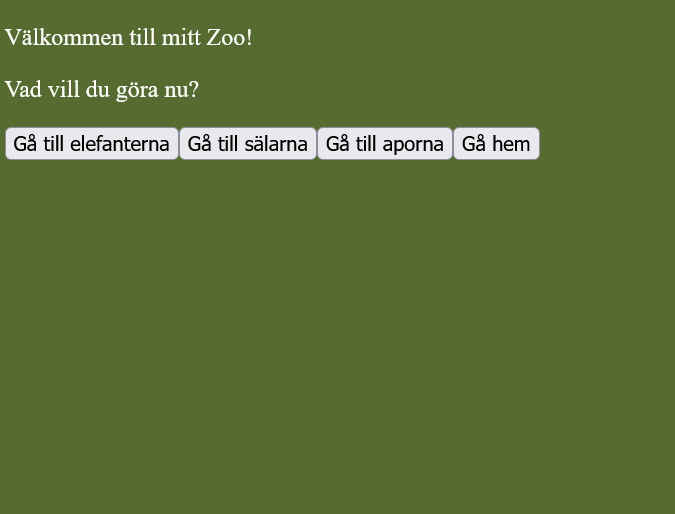 Välkommen till mitt Zoo!
Vad vill du göra nu?
Gå till elefanterna Gå till sälarna Gå till aporna Gå hem